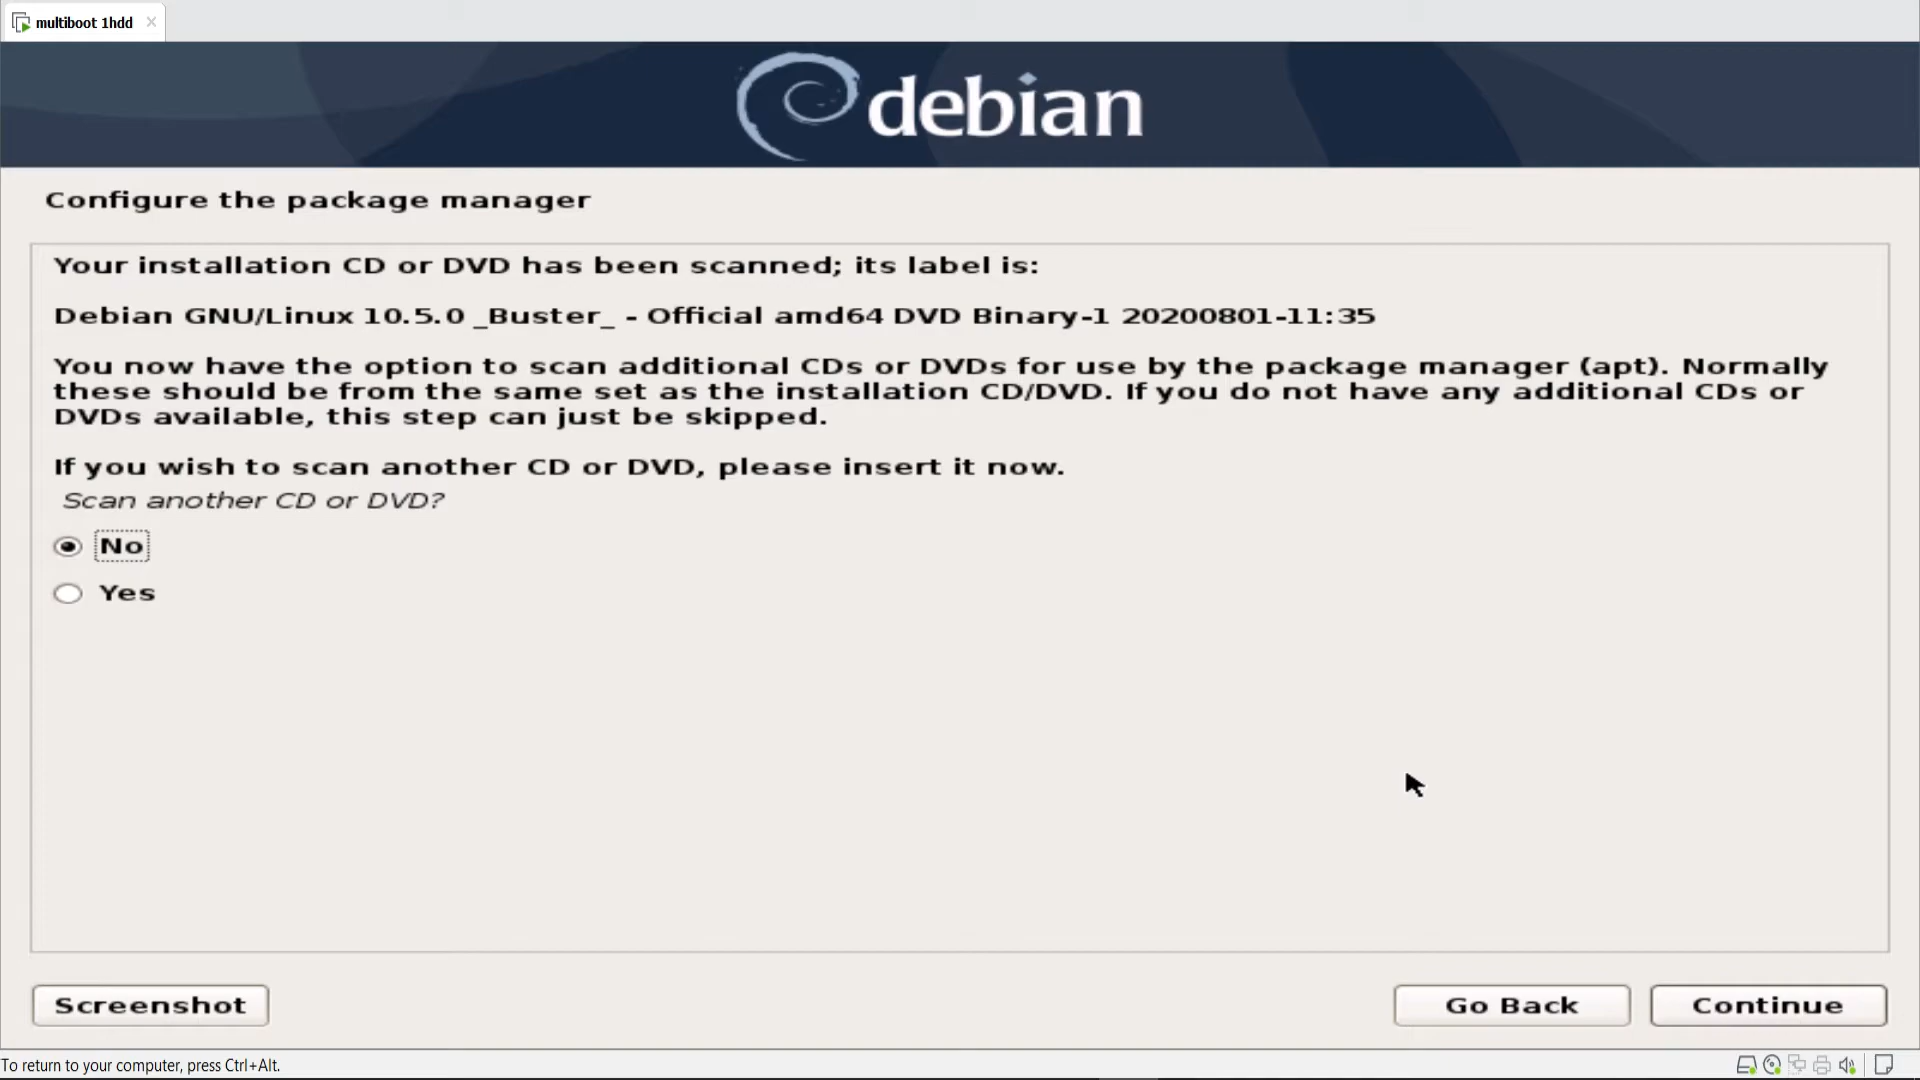 multiboot 1hdd
debian
Configure the package manager
Your installation CD or DVD has been scanned; its label is:
Debian GNU/Linux 10.5.0 _Buster_ - Official amd64 DVD Binary-1 20200801-11:35
You now have the option to scan additional CDs or DVDs for use by the package manager (apt). Normally
these should be from the same set as the installation CD/DVD. If you do not have any additional CDs or
DVDs available, this step can just be skipped.
If you wish to scan another CD or DVD, please insert it now.
Scan another CD or DVD?
No
Yes
Screenshot
Go Back
Continue
To return to your computer, press Ctrl+Alt.